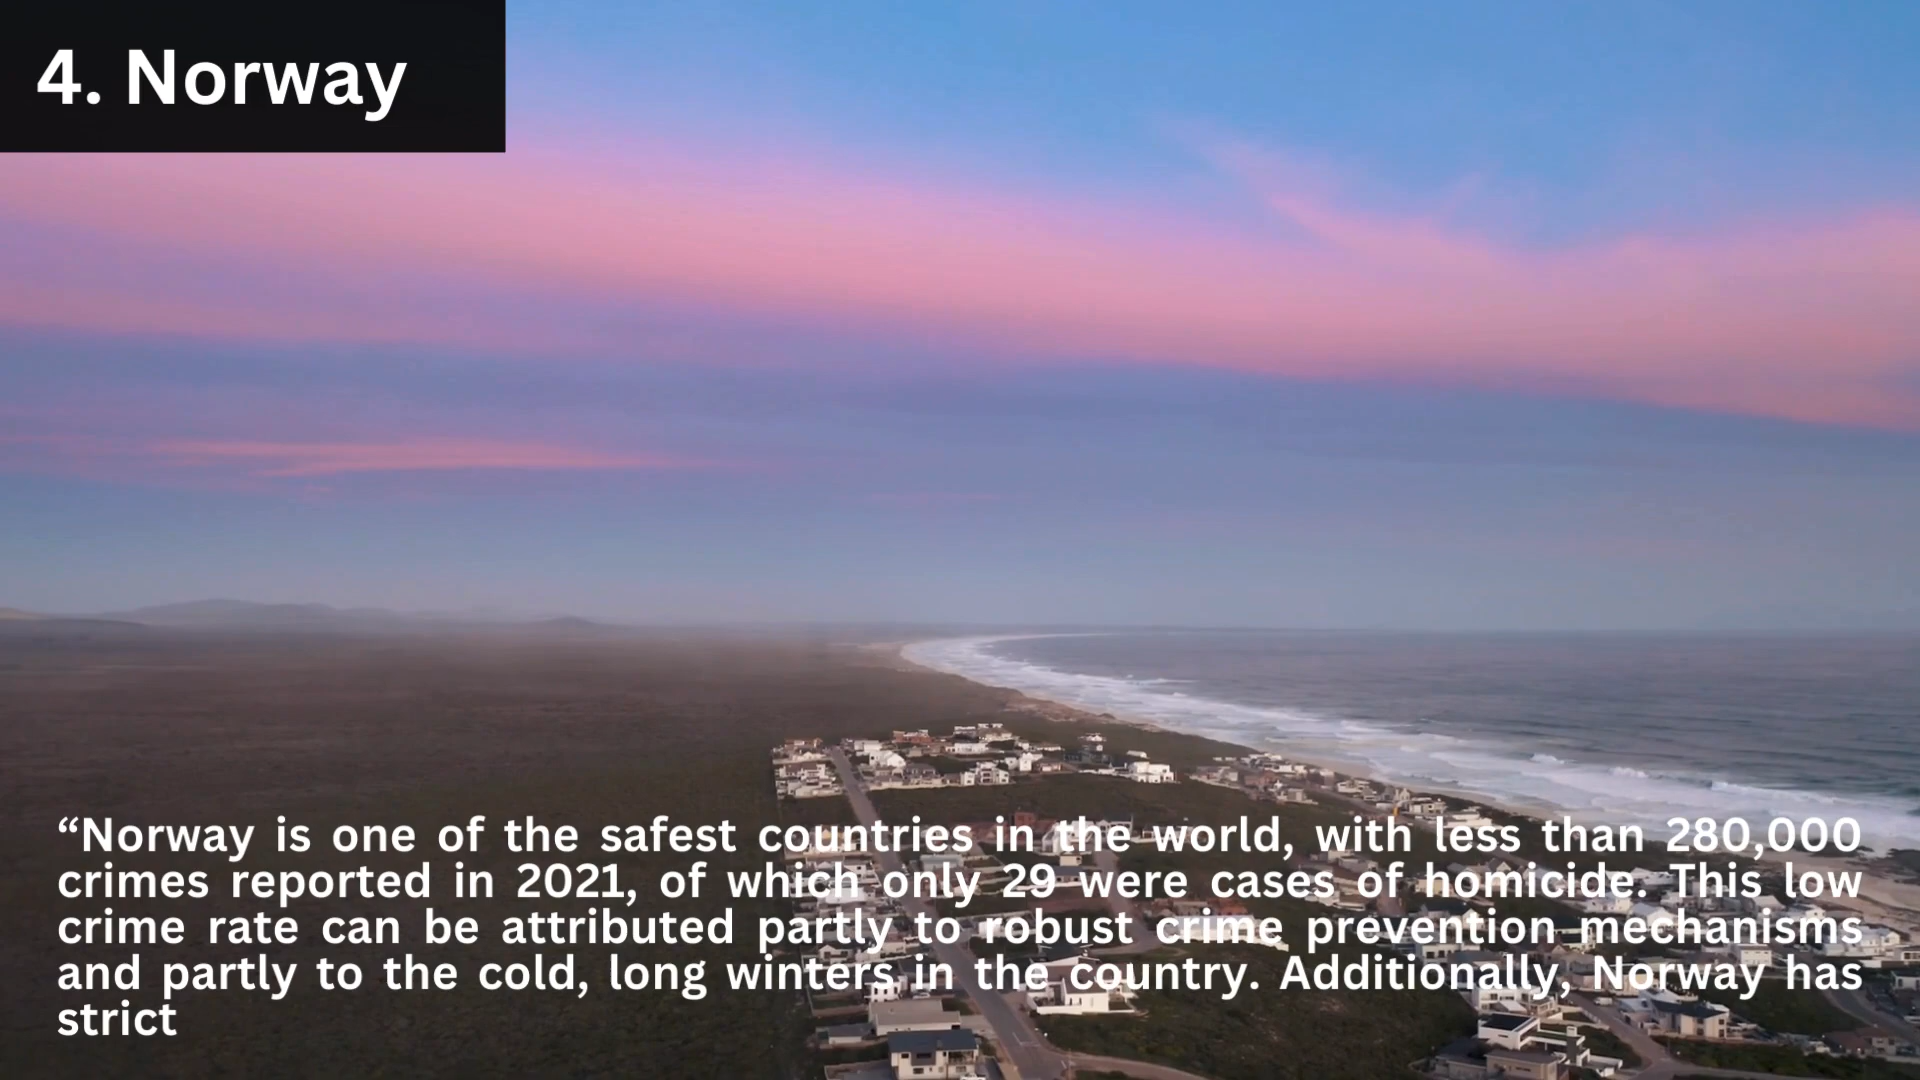 4. Norway
“Norway is one of the safest countries in the world, with less than 280,000
crimes reported in 2021, of which only 29 were cases of homicide. This low
crime rate can be attributed partly to robust crime prevention mechanisms
and partly to the cold, long winters in the country. Additionally, Norway has
strict